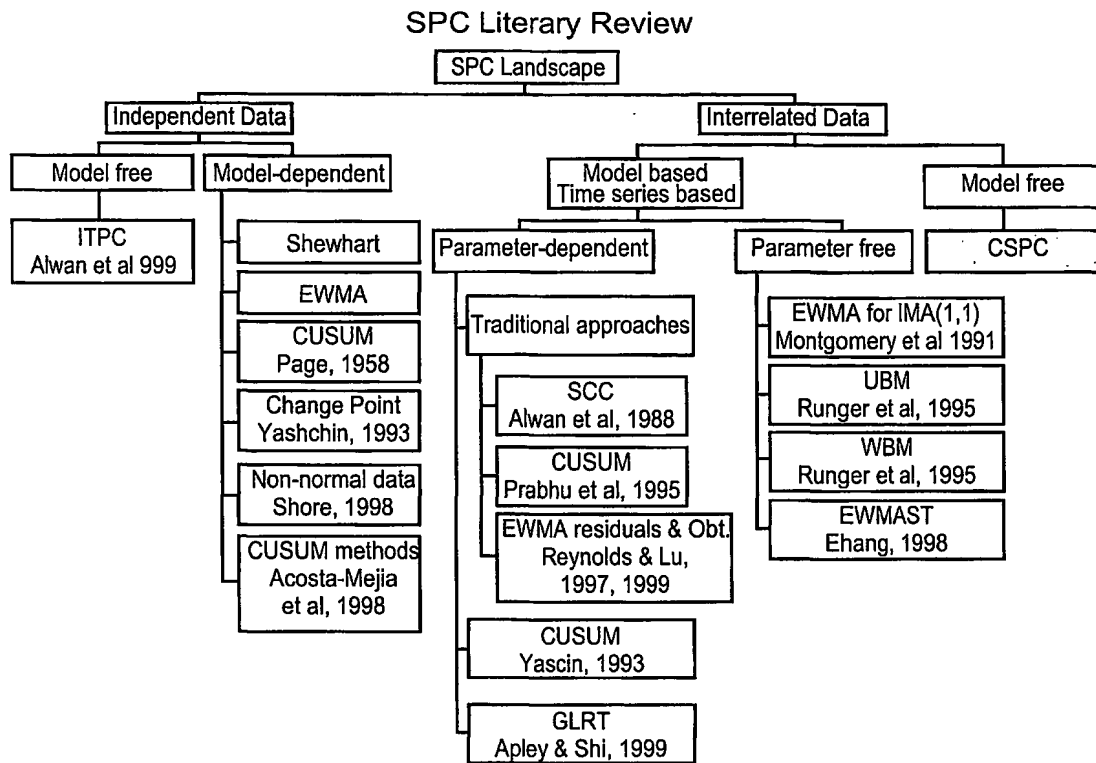 SPC Literary Review
SPC Landscape
Independent Data
Interrelated Data
Model free
Model-dependent
Model based
Time series based
Model free
ITPC
Alwan et al 999
Shewhart
EWMA
CUSUM
Page, 1958
Change Point
Yashchin, 1993
Non-normal data
Shore, 1998
CUSUM methods
Acosta-Mejia
et al, 1998
Parameter-dependent
Parameter free
CSPC
Traditional approaches
SCC
Alwan et al, 1988
CUSUM
Prabhu et al, 1995
EWMA residuals & Obt.
Reynolds & Lu,
1997, 1999
CUSUM
Yascin, 1993
GLRT
Apley & Shi, 1999
EWMA for IMA(1,1)
Montgomery et al 1991
UBM
Runger et al, 1995
WBM
Runger et al, 1995
EWMAST
Ehang, 1998